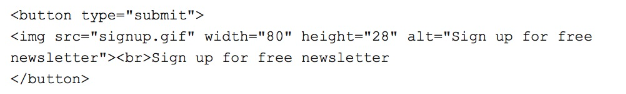 <button type="submit">
<img src="signup.gif" width="80" height="28" alt="Sign up for free
newsletter"><br>Sign up for free newsletter
</button>